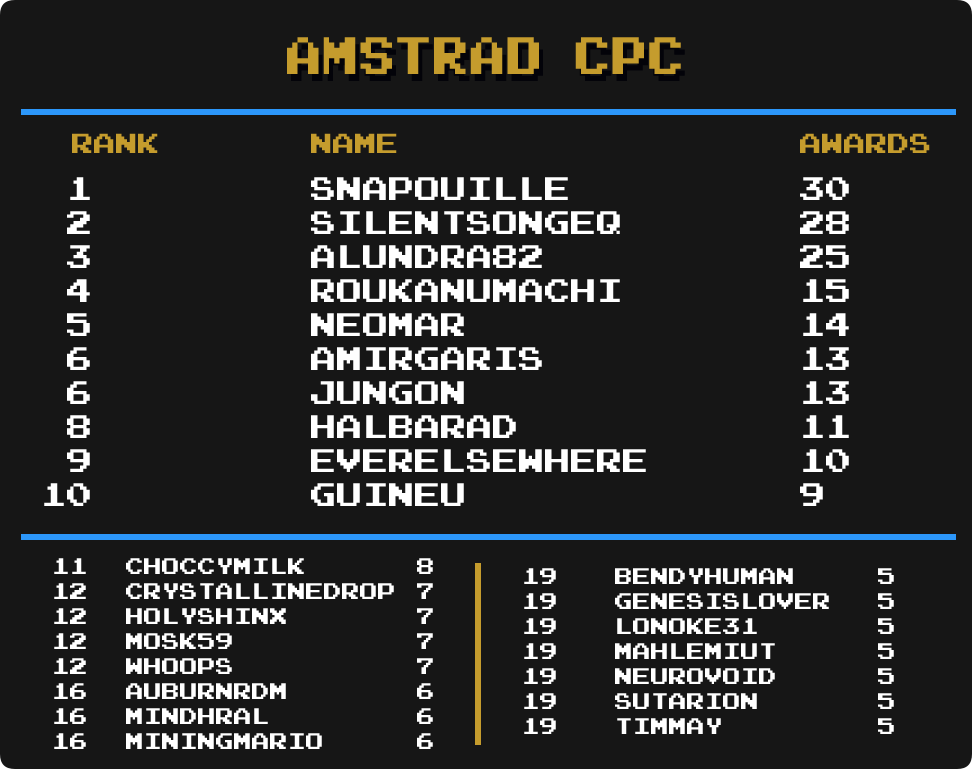 AMSTRAD CPC
RANK NAME AWARDS
1 SNAPOUILLE 30
2 SILENTSONGEQ 28
3 ALUNDRA82 25
4 ROUKANUMACHI 15
5 NEOMAR 14
6 AMIRGARIS 13
6 JUNGON 13
8 HALBARAD 11
9 EVERELSEWHERE 10
10 GUINEU 9
11 CHOCCYMILK 8
12 CRYSTALLINEDROP 7
12 HOLYSHINX 7
12 MOSK59 7
12 WHOOPS 7
16 AUBURNRDM 6
16 MINDHRAL 6
16 MININGMARIO 6
19 BENDYHUMAN 5
19 GENESISLOVER 5
19 LONOKE31 5
19 MAHLEMIUT 5
19 NEUROVOID 5
19 SUTARION 5
19 TIMMAY 5